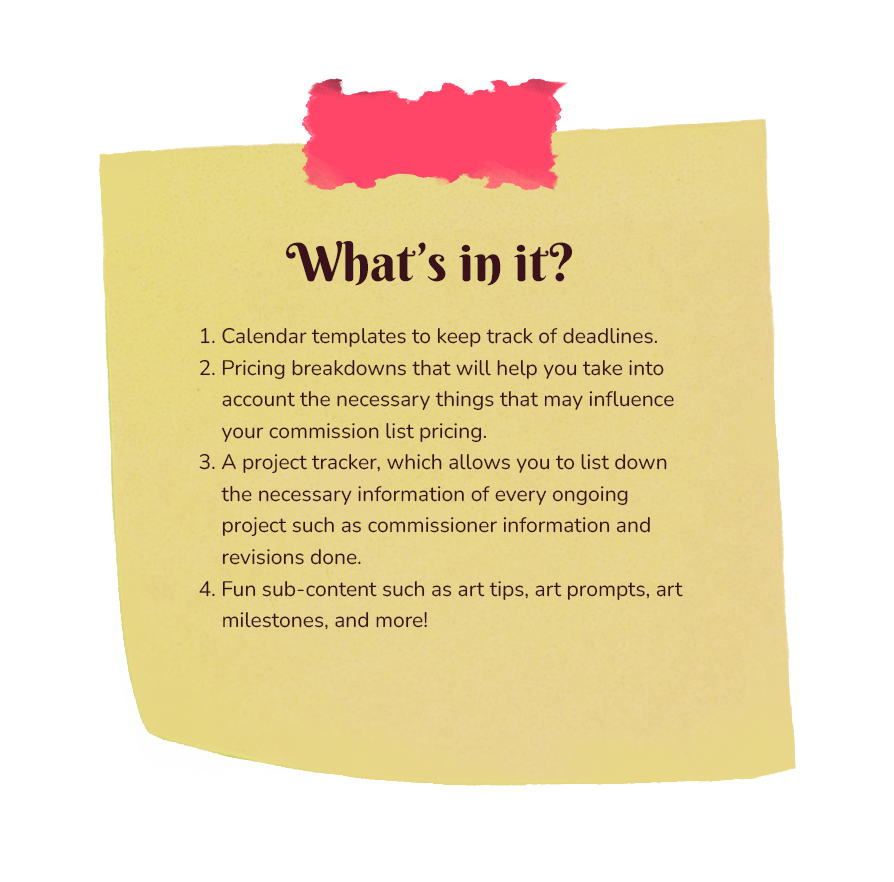 What's in it?
1. Calendar templates to keep track of deadlines.
2. Pricing breakdowns that will help you take into
account the necessary things that may influence
your commission list pricing.
3. A project tracker, which allows you to list down
the necessary information of every ongoing
project such as commissioner information and
revisions done.
4. Fun sub-content such as art tips, art prompts, art
milestones, and more!